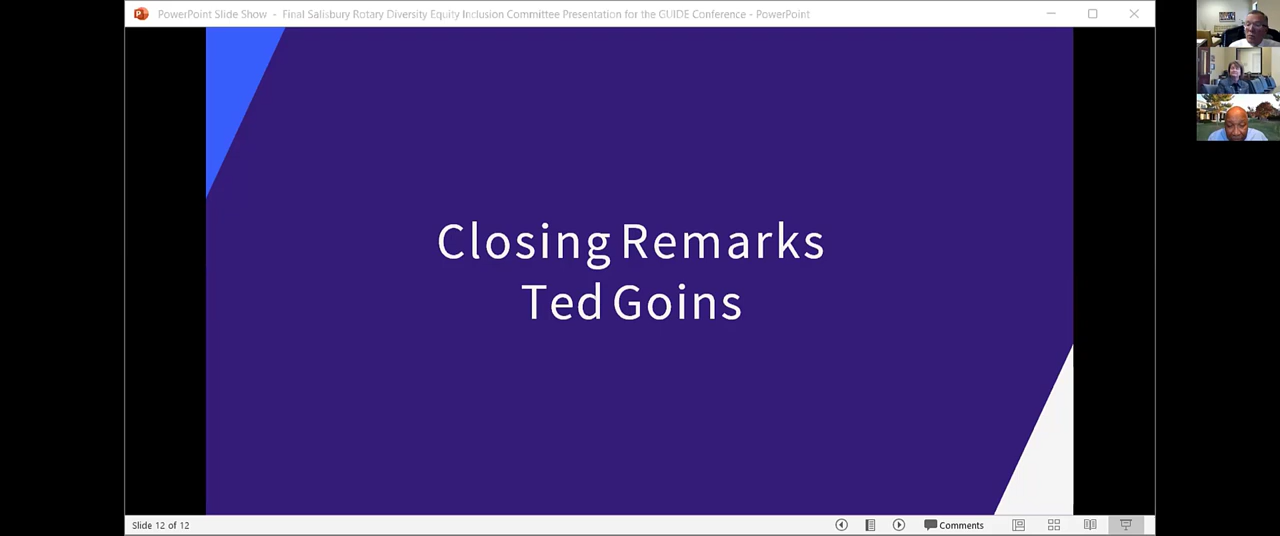 PowerPoint Slide Show - Final Salisbury Rotary Diversity Equity Inclusion Committee Presentation for the GUIDE Conference - PowerPoint
Closing Remarks
Ted Goins
Slide 12 of 12
Comments